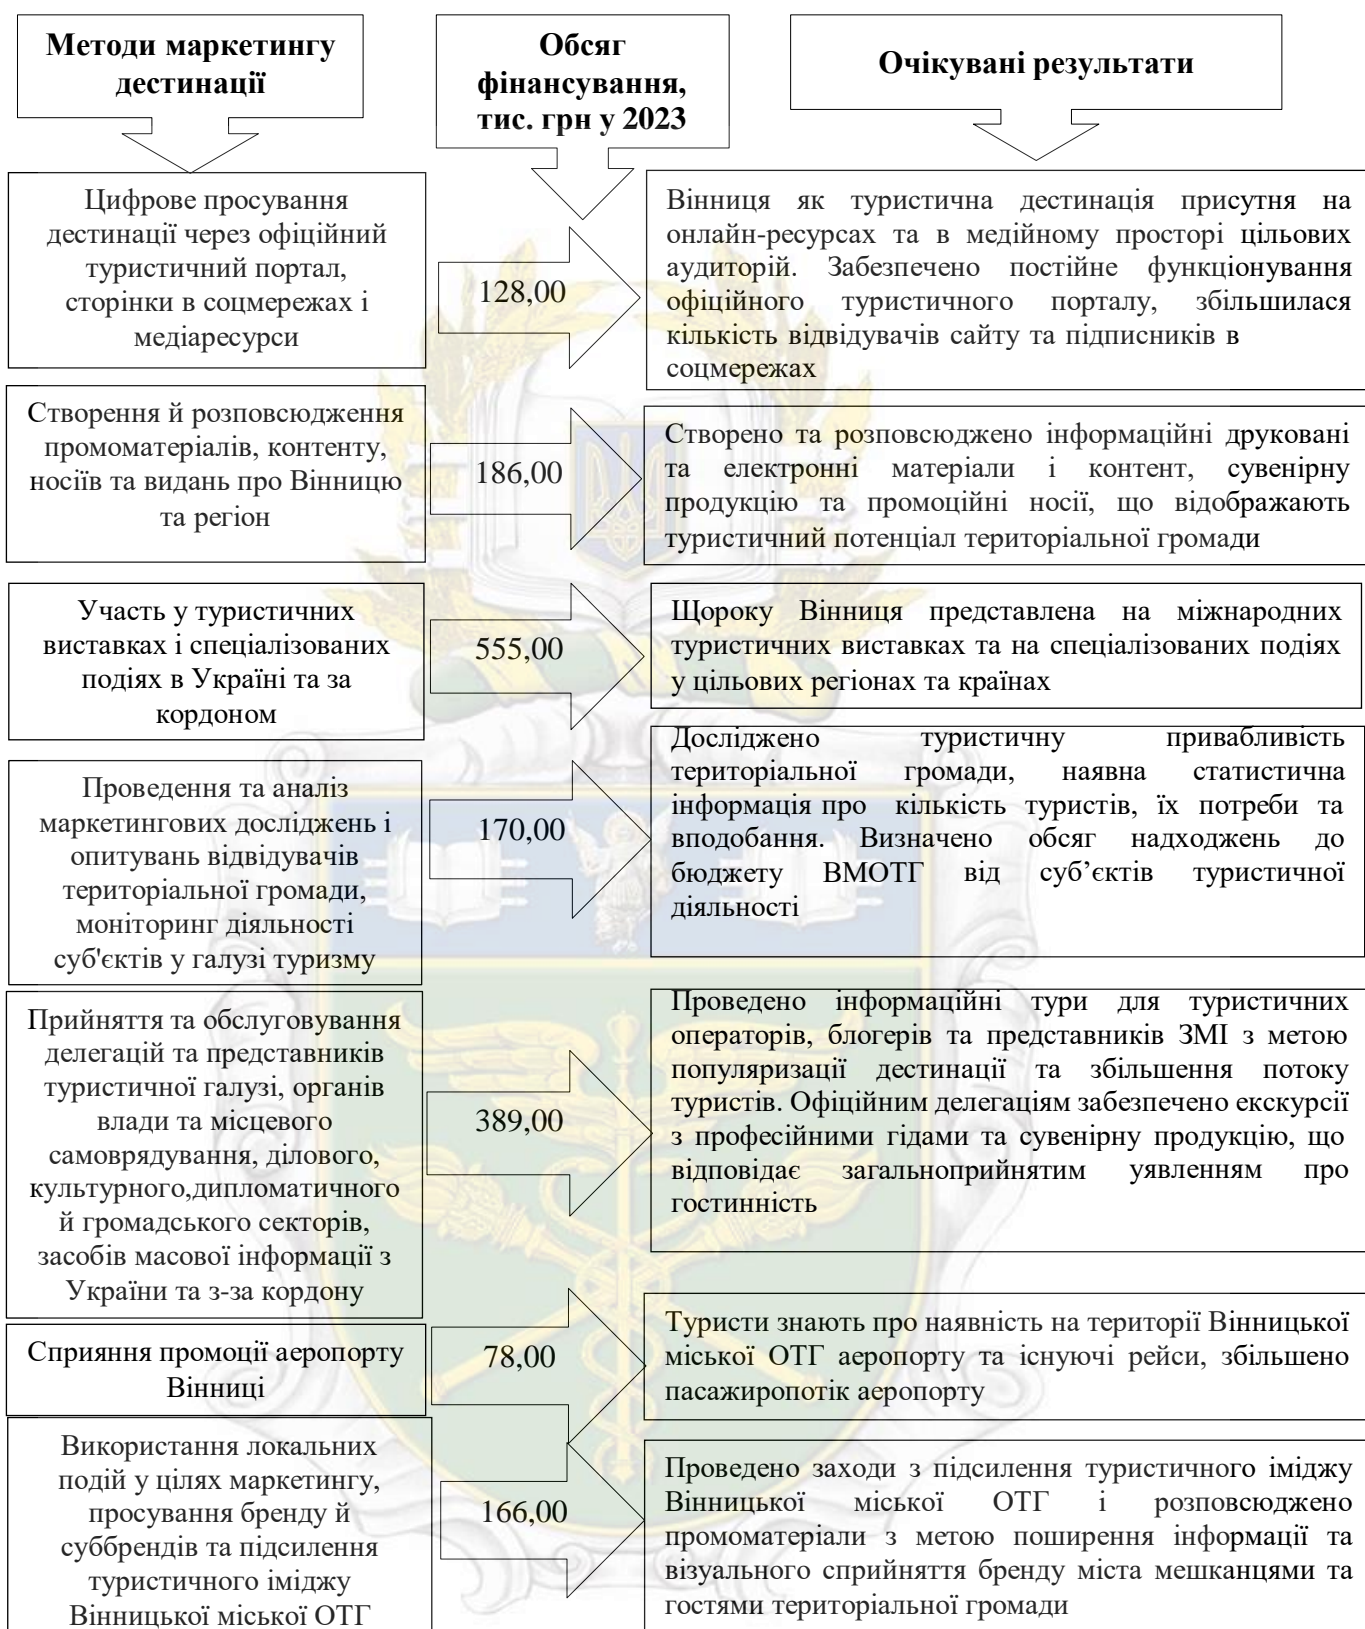 Методи маркетингу
дестинації
Обсяг
фінансування,
тис. грн у 2023
Очікувані результати
Цифрове просування
дестинації через офіційний
туристичний портал,
сторінки в соцмережах і
медіаресурси
128,00
Вінниця як туристична дестинація присутня на
онлайн-ресурсах та в медійному просторі цільових
аудиторій. Забезпечено постійне функціонування
офіційного туристичного порталу, збільшилася
кількість відвідувачів сайту та підписників в
соцмережах
Створення й розповсюдження
промоматеріалів, контенту,
носіїв та видань про Вінницю
та регіон
186,00
Створено та розповсюджено інформаційні друковані
та електронні матеріали і контент, сувенірну
продукцію та промоційні носії, що відображають
туристичний потенціал територіальної громади
Участь у туристичних
виставках і спеціалізованих
подіях в Україні та за
кордоном
555,00
Щороку Вінниця представлена на міжнародних
туристичних виставках та на спеціалізованих подіях
у цільових регіонах та країнах
Проведення та аналіз
маркетингових досліджень і
опитувань відвідувачів
територіальної громади,
моніторинг діяльності
суб'єктів у галузі туризму
170,00
Досліджено туристичну привабливість
територіальної громади, наявна статистична
інформація про кількість туристів, їх потреби та
вподобання. Визначено обсяг надходжень до
бюджету ВМОТГ від суб’єктів туристичної
діяльності
Прийняття та обслуговування
делегацій та представників
туристичної галузі, органів
влади та місцевого
самоврядування, ділового,
культурного,дипломатичного
й громадського секторів,
засобів масової інформації з
України та з-за кордону
389,00
Проведено інформаційні тури для туристичних
операторів, блогерів та представників ЗМІ з метою
популяризації дестинації та збільшення потоку
туристів. Офіційним делегаціям забезпечено екскурсії
з професійними гідами та сувенірну продукцію, що
відповідає загальноприйнятим уявленням про
гостинність
Сприяння промоції аеропорту
Вінниці
78,00
Туристи знають про наявність на території Вінницької
міської ОТГ аеропорту та існуючі рейси, збільшено
пасажиропотік аеропорту
Використання локальних
подій у цілях маркетингу,
просування бренду й
суббрендів та підсилення
туристичного іміджу
Вінницької міської ОТГ
166,00
Проведено заходи з підсилення туристичного іміджу
Вінницької міської ОТГ і розповсюджено
промоматеріали з метою поширення інформації та
візуального сприйняття бренду міста мешканцями та
гостями територіальної громади